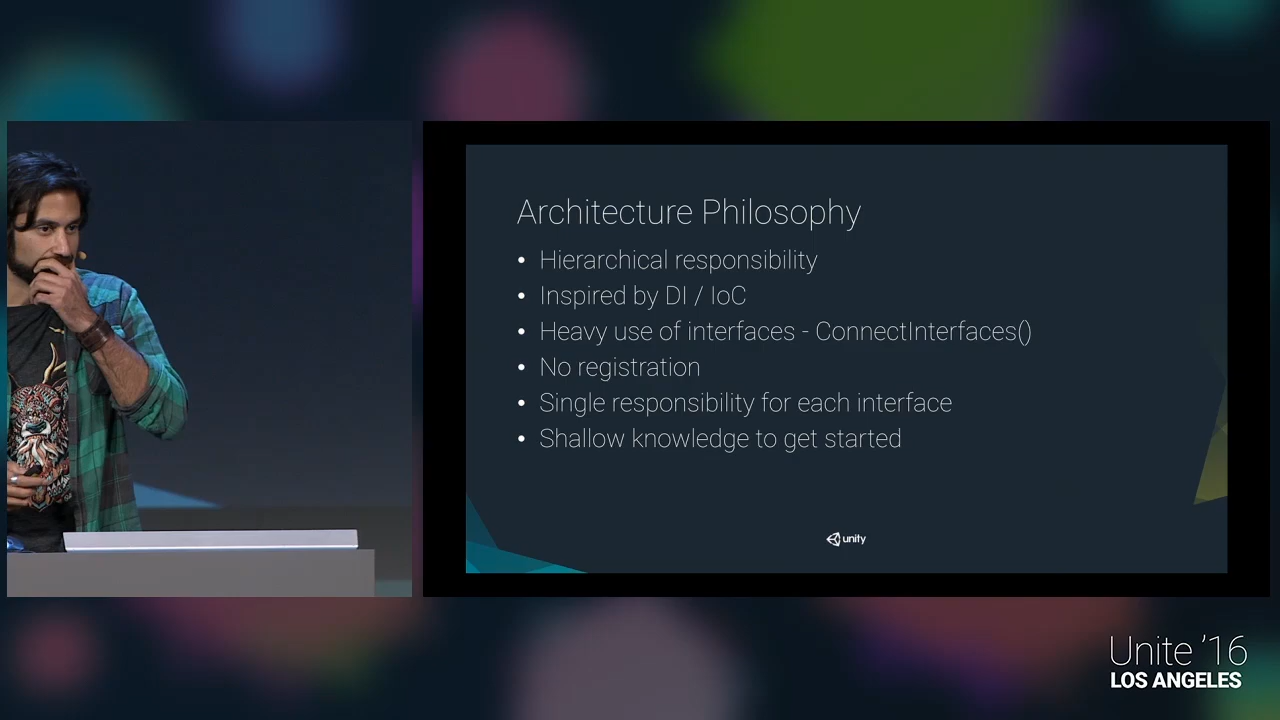 Architecture Philosophy
• Hierarchical responsibility
• Inspired by DI / IoC
• Heavy use of interfaces - ConnectInterfaces()
• No registration
• Single responsibility for each interface
• Shallow knowledge to get started
unity
Unite '16
LOS ANGELES